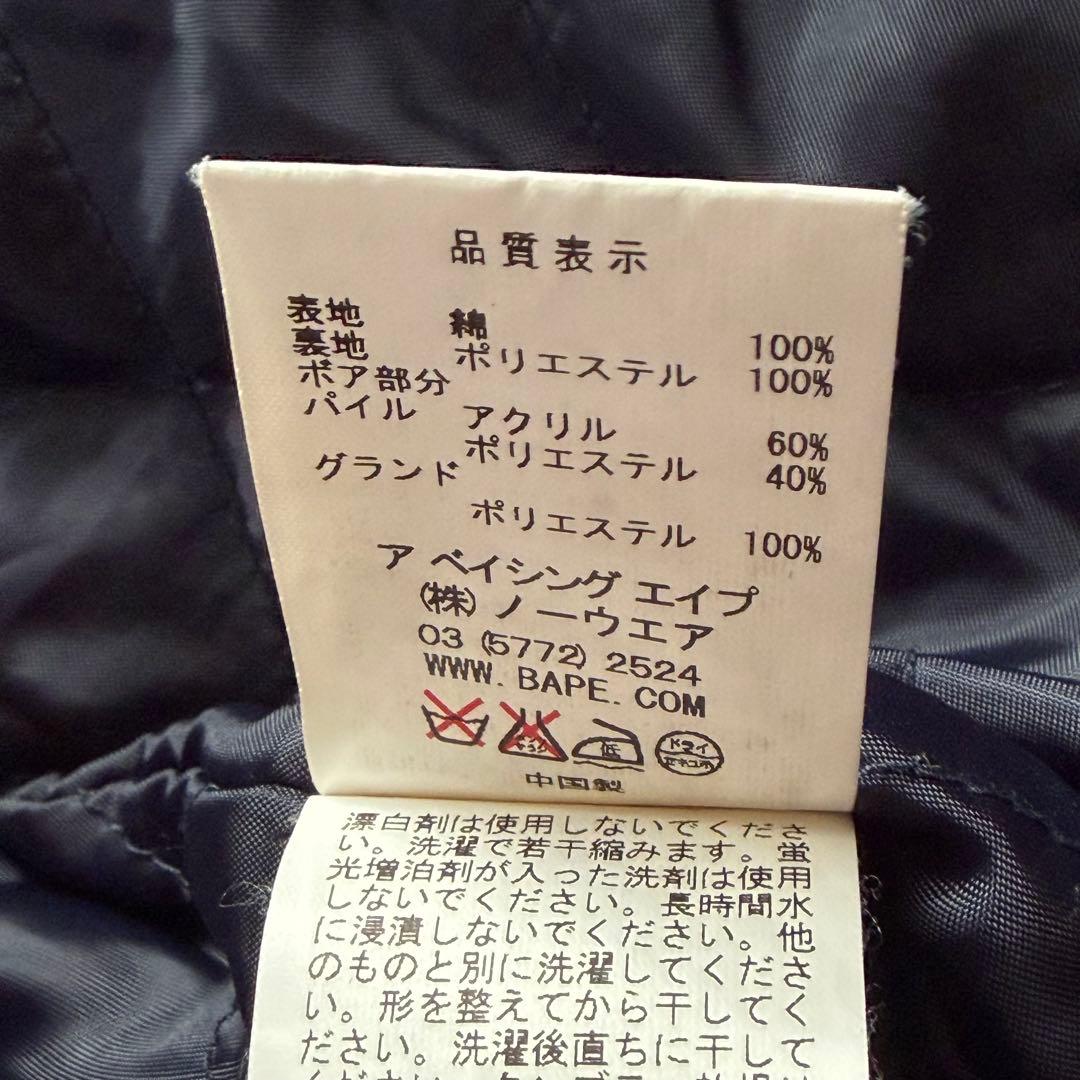 品質表示
表地 綿 100%
裏地 ポリエステル 100%
ボア部分
パイル アクリル 60%
ポリエステル 40%
グランド
ポリエステル 100%
ア ベイシング エイプ
(株) ノーウエア
03 (5772) 2524
WWW. BAPE. COM
低 ドライ
中国製
漂白剤は使用しないでくださ
い。洗濯で若干縮みます。蛍
光増泊剤が入った洗剤は使用
しないでください。長時間水
に浸漬しないでください。他
のものと別に洗濯してくださ
い。形を整えてから干してく
ださい。洗濯後直ちに干して